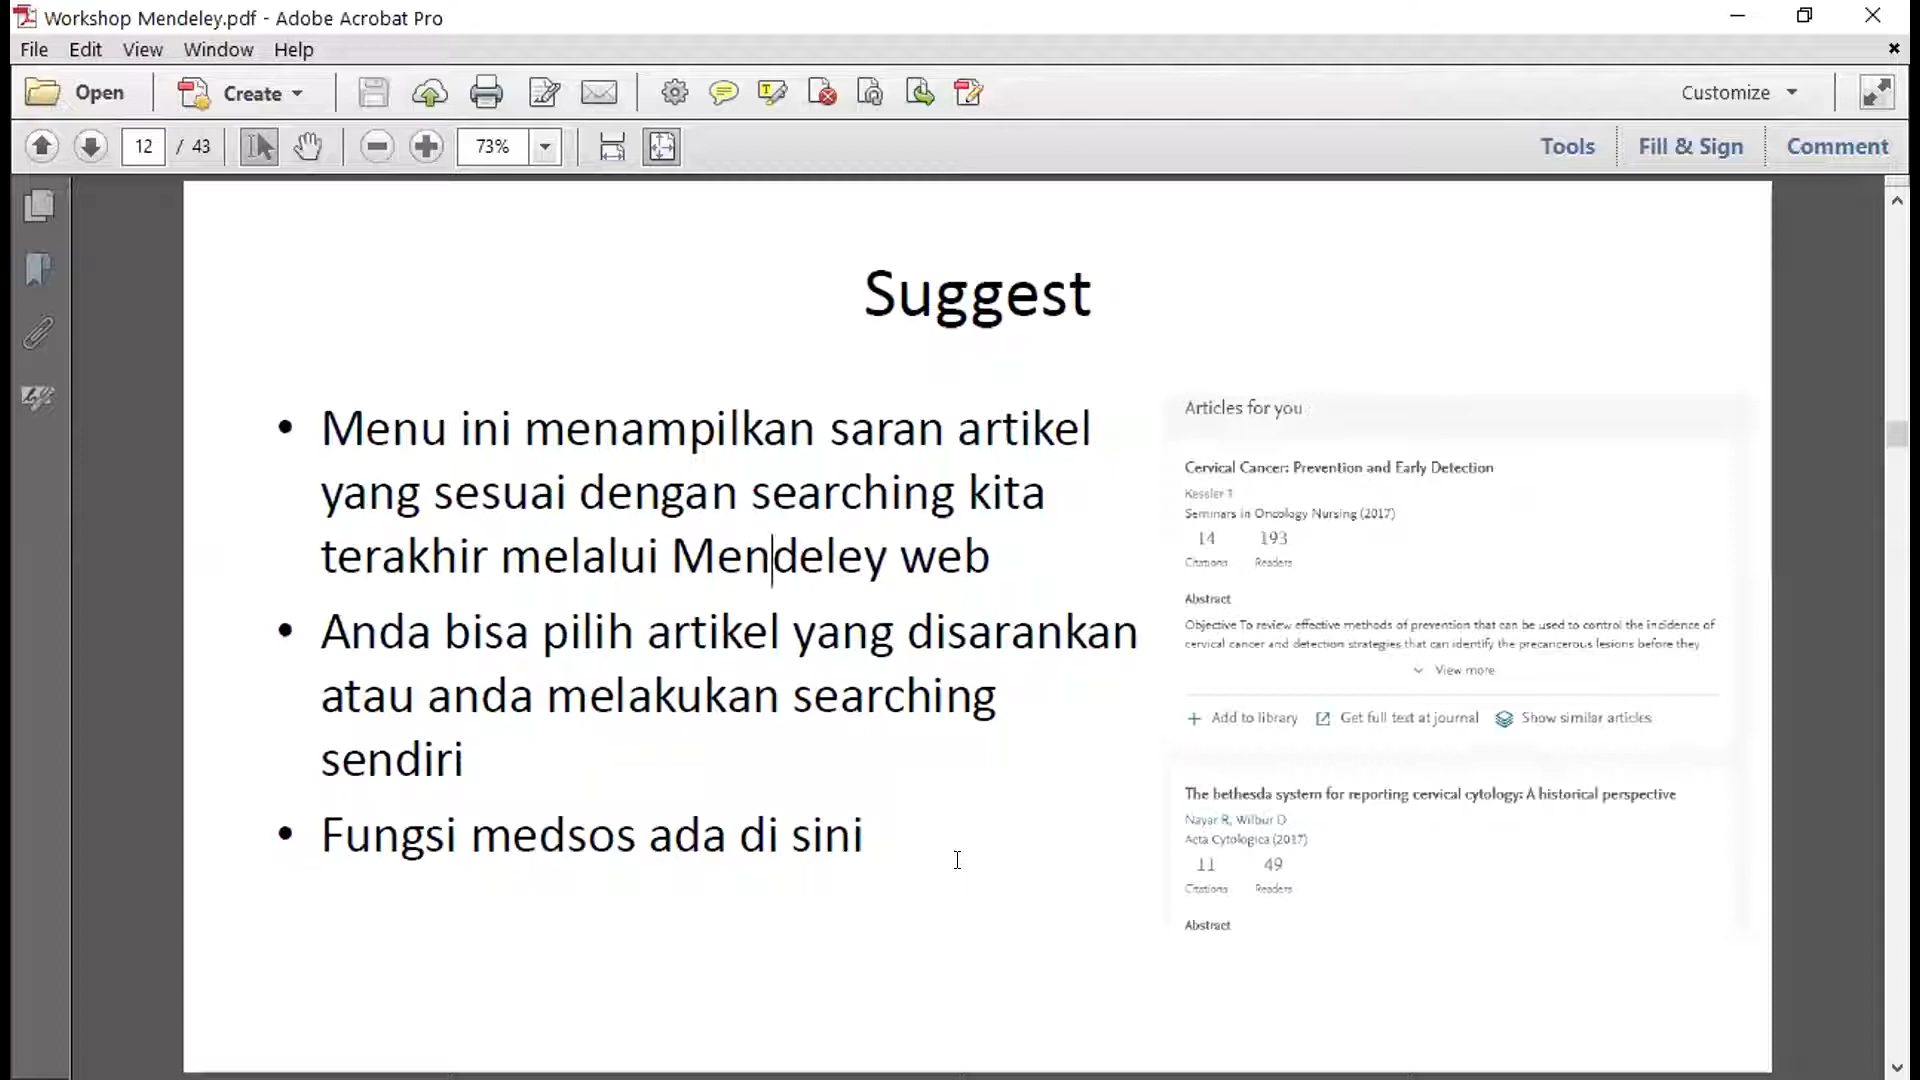 Workshop Mendeley.pdf - Adobe Acrobat Pro
File Edit View Window Help
Open Create Customize
12 / 43 73% Tools Fill & Sign Comment
Suggest
• Menu ini menampilkan saran artikel
yang sesuai dengan searching kita
terakhir melalui Mendeley web
• Anda bisa pilih artikel yang disarankan
atau anda melakukan searching
sendiri
• Fungsi medsos ada di sini
Articles for you
Cervical Cancer: Prevention and Early Detection
Kessler T
Seminars in Oncology Nursing (2017)
14 193
Citations Readers
Abstract
Objective To review effective methods of prevention that can be used to control the incidence of
cervical cancer and detection strategies that can identify the precancerous lesions before they
View more
Add to library Get full text at journal Show similar articles
The bethesda system for reporting cervical cytology: A historical perspective
Nayar R, Wilbur D
Acta Cytologica (2017)
11 49
Citations Readers
Abstract